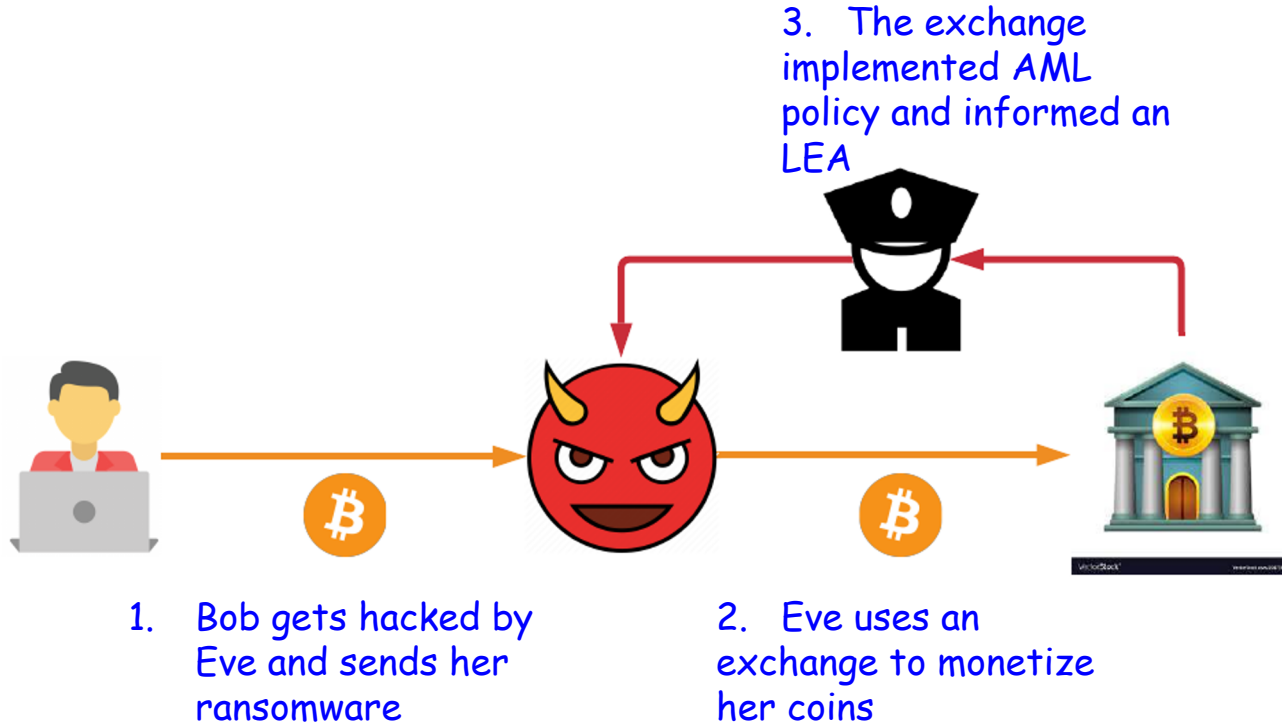 3. The exchange
implemented AML
policy and informed an
LEA
1. Bob gets hacked by
Eve and sends her
ransomware
2. Eve uses an
exchange to monetize
her coins
VectorStock